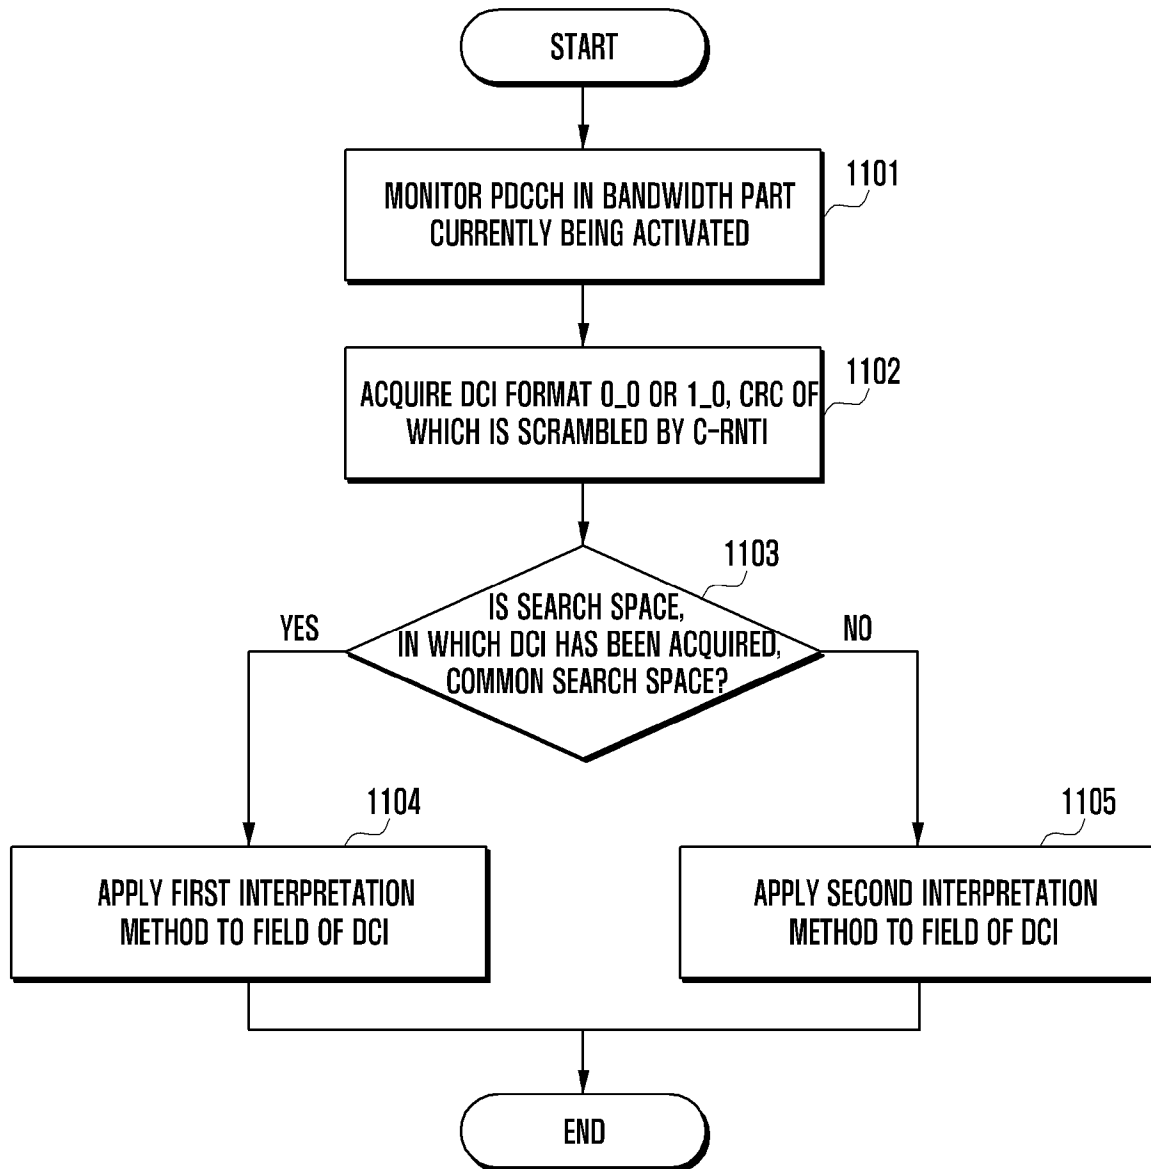 START
MONITOR PDCCH IN BANDWIDTH PART
CURRENTLY BEING ACTIVATED
1101
ACQUIRE DCI FORMAT 0_0 OR 1_0, CRC OF
WHICH IS SCRAMBLED BY C-RNTI
1102
1103
IS SEARCH SPACE,
IN WHICH DCI HAS BEEN ACQUIRED,
COMMON SEARCH SPACE?
YES
NO
1104
APPLY FIRST INTERPRETATION
METHOD TO FIELD OF DCI
1105
APPLY SECOND INTERPRETATION
METHOD TO FIELD OF DCI
END